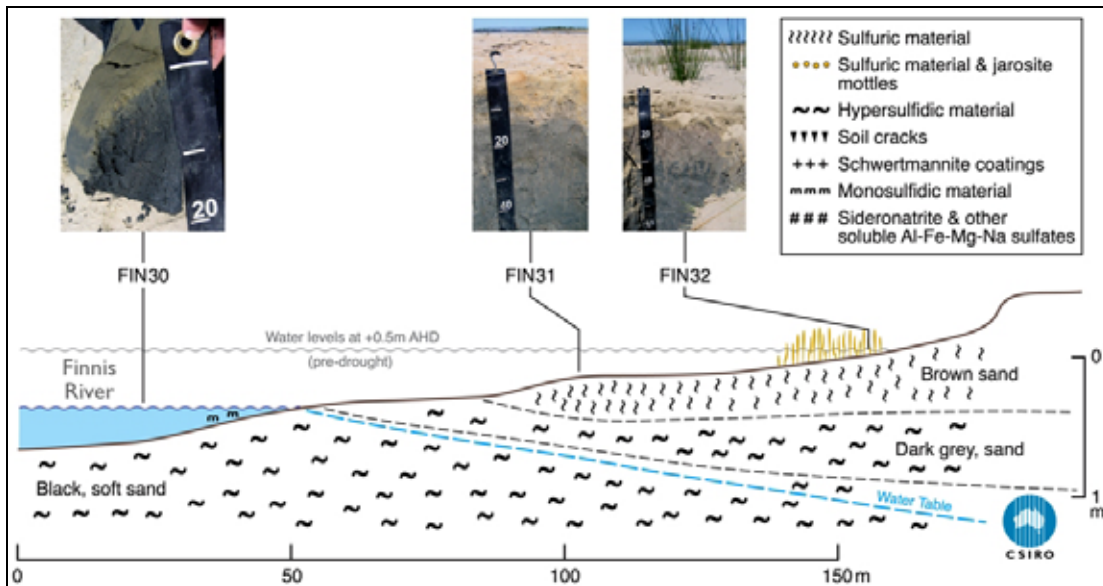 Sulfuric material
Sulfuric material & jarosite
mottles
Hypersulfidic material
Soil cracks
+++ Schwertmannite coatings
m m m Monosulfidic material
### Sideronatrite & other
soluble Al-Fe-Mg-Na sulfates
20
20
40
20
FIN30
FIN31
FIN32
Water levels at +0.5m AHD
(pre-drought)
Finnis
River
m m
0
Brown sand
Dark grey, sand
Black, soft sand
Water Table
1
m
CSIRO
0
50
100
150 m